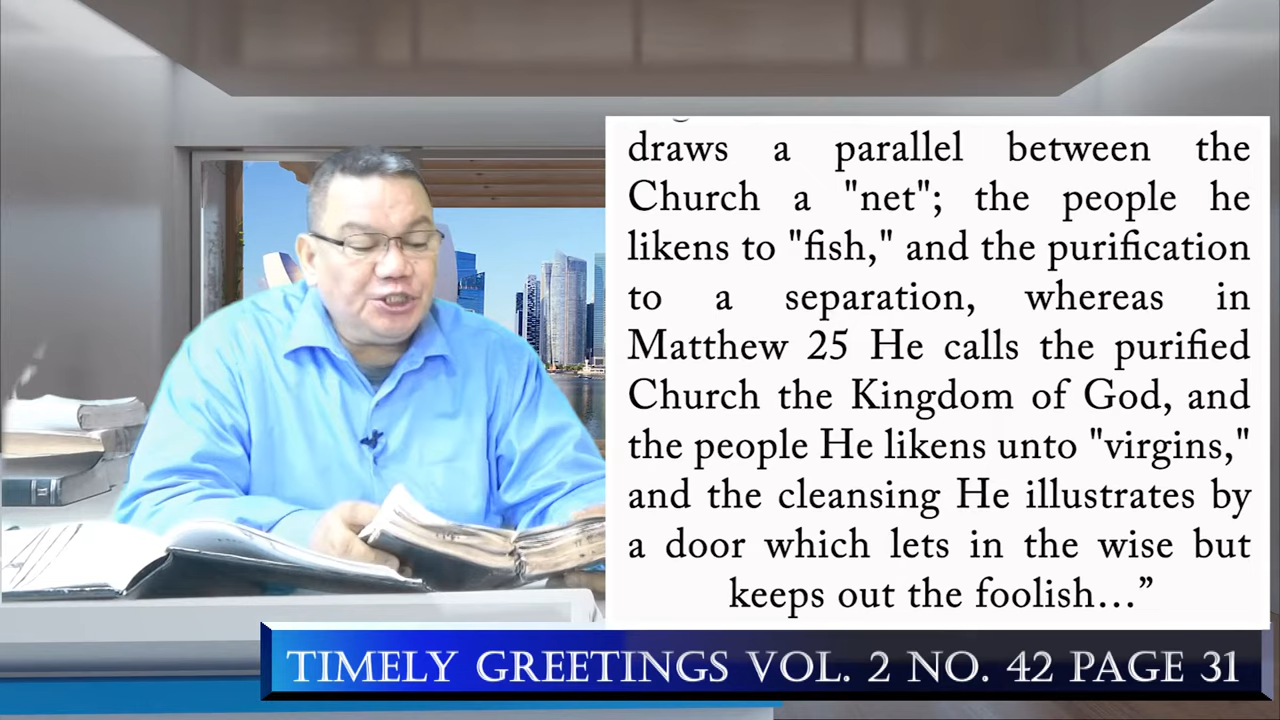 draws a parallel between the
Church a "net"; the people he
likens to "fish," and the purification
to a separation, whereas in
Matthew 25 He calls the purified
Church the Kingdom of God, and
the people He likens unto "virgins,"
and the cleansing He illustrates by
a door which lets in the wise but
keeps out the foolish…”
TIMELY GREETINGS VOL. 2 NO. 42 PAGE 31